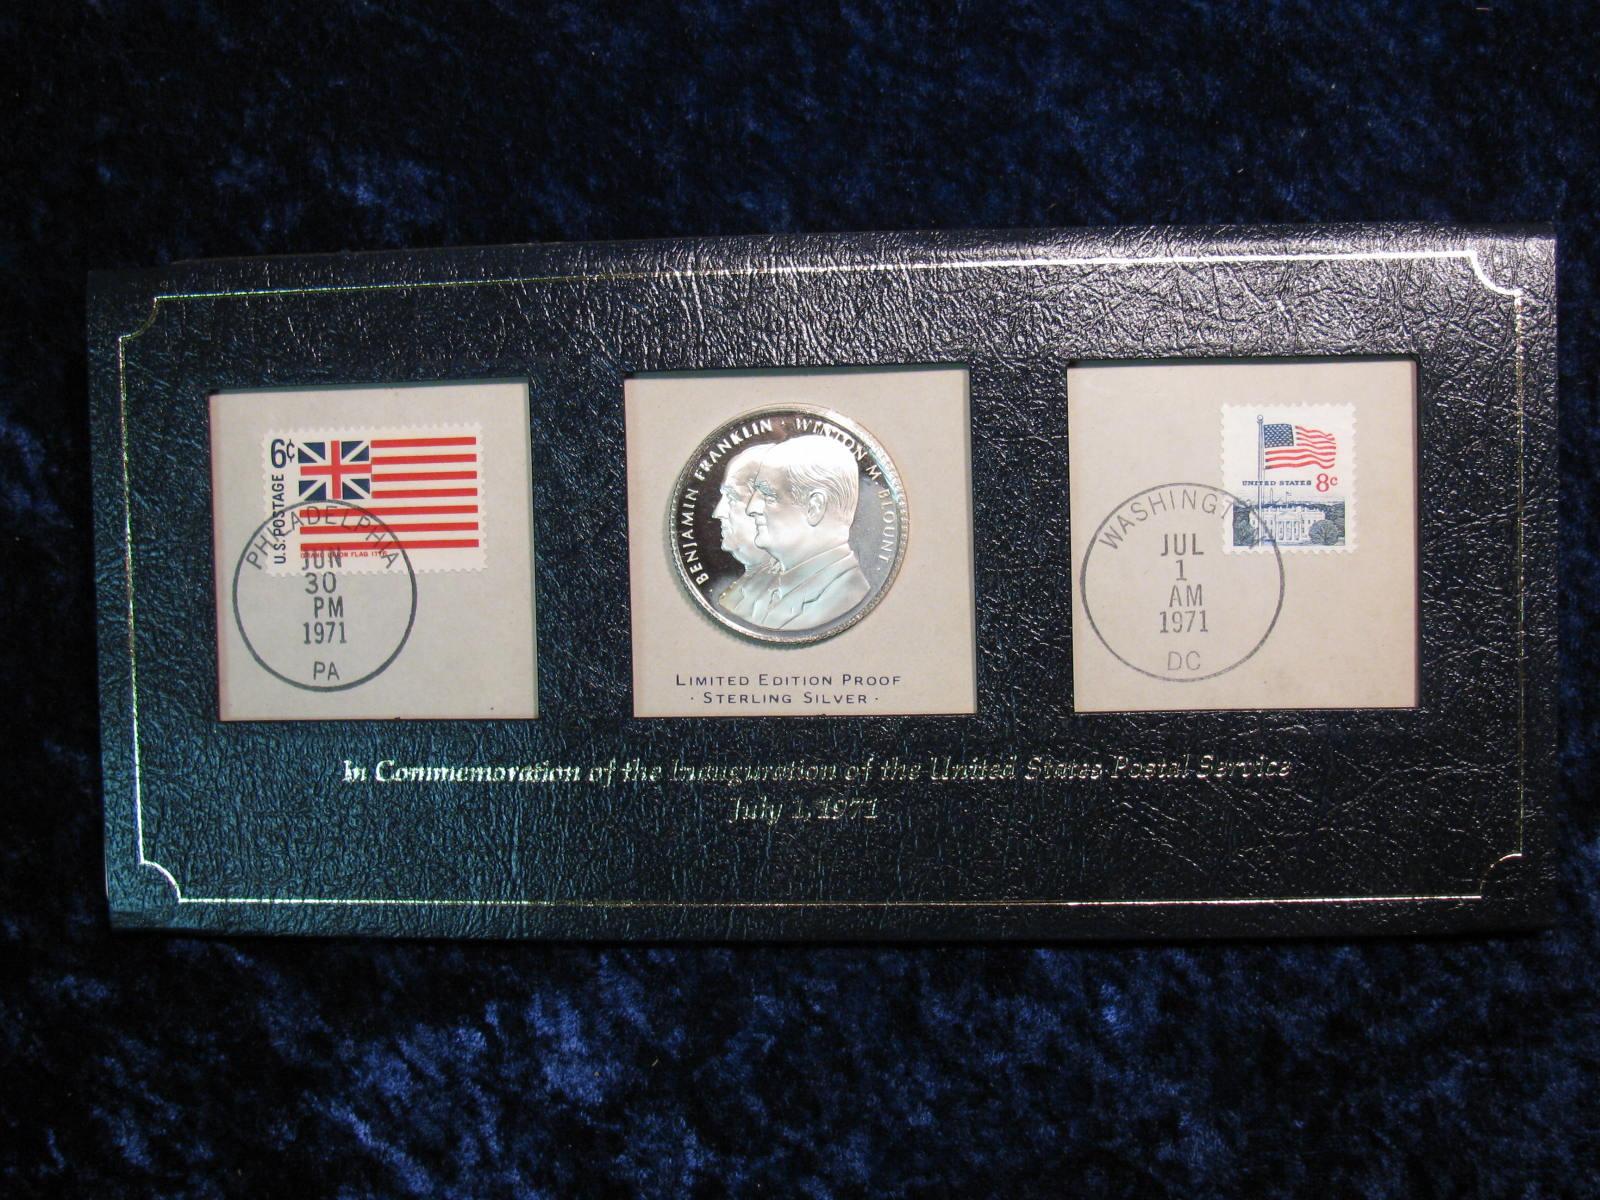 6¢
U.S. POSTAGE
GRAND UNION FLAG 1776
PHILADELPHIA
JUN
30
PM
1971
PA
BENJAMIN FRANKLIN · WINTON M. BLOUNT ·
LIMITED EDITION PROOF
· STERLING SILVER ·
UNITED STATES 8c
WASHINGT
JUL
1
AM
1971
DC
In Commemoration of the Inauguration of the United States Postal Service
July 1, 1971